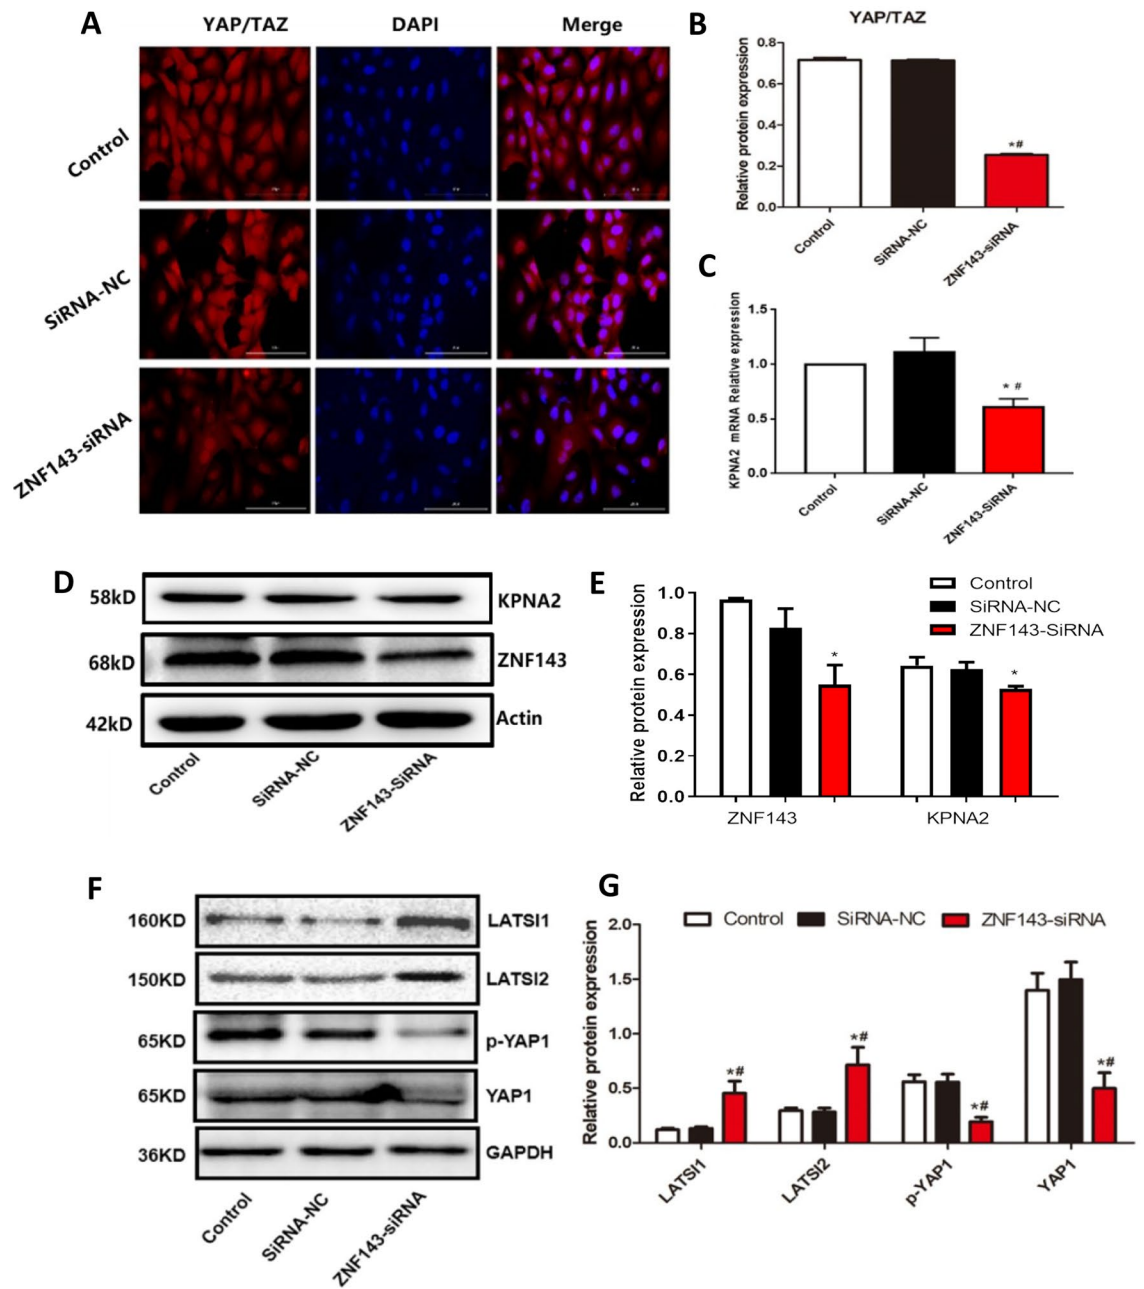 A
YAP/TAZ
DAPI
Merge
Control
SiRNA-NC
ZNF143-siRNA
B
YAP/TAZ
Relative protein expression
0.8
0.6
0.4
0.2
0.0
*#
Control
SiRNA-NC
ZNF143-siRNA
C
KPNA2 mRNA Relative expression
1.5
1.0
0.5
0.0
* #
Control
SiRNA-NC
ZNF143-SiRNA
D
58kD
KPNA2
68kD
ZNF143
42kD
Actin
Control
SiRNA-NC
ZNF143-SiRNA
E
Relative protein expression
1.0
0.8
0.6
0.4
0.2
0.0
Control
SiRNA-NC
ZNF143-SiRNA
*
*
ZNF143
KPNA2
F
160KD
LATSI1
150KD
LATSI2
65KD
p-YAP1
65KD
YAP1
36KD
GAPDH
Control
SiRNA-NC
ZNF143-siRNA
G
Relative protein expression
2.0
1.5
1.0
0.5
0.0
Control
SiRNA-NC
ZNF143-siRNA
*#
*#
*#
*#
LATSI1
LATSI2
p-YAP1
YAP1